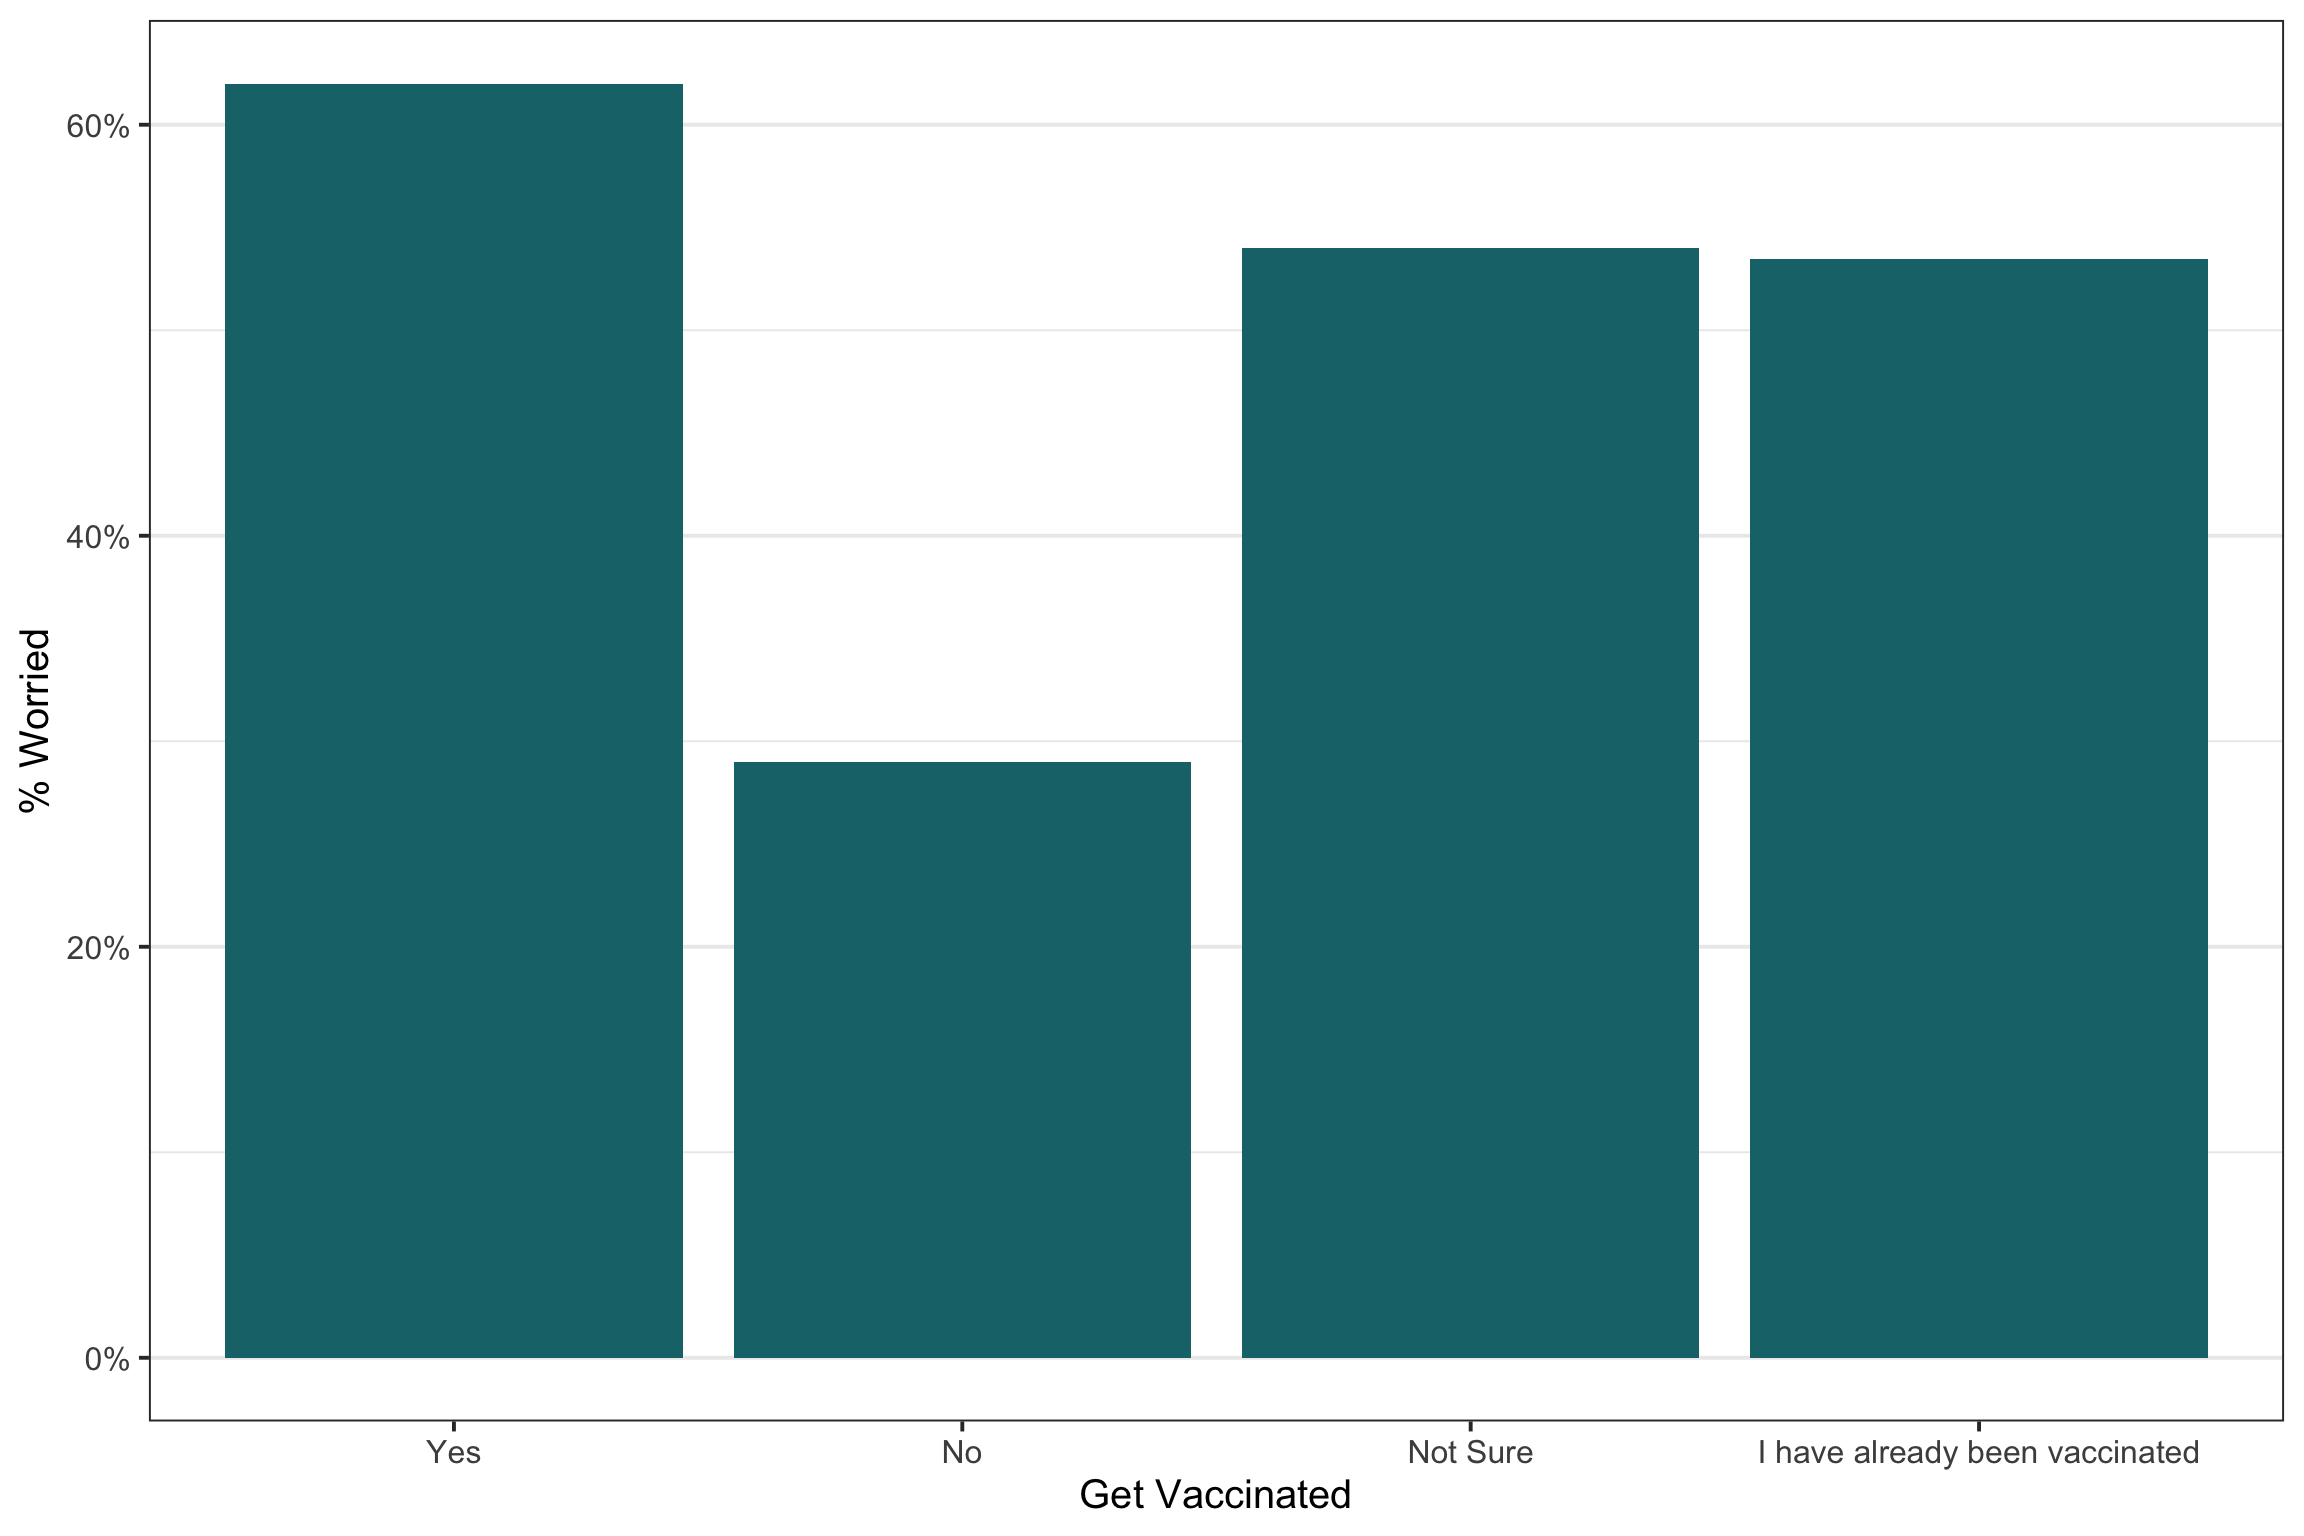 % Worried
60%
40%
20%
0%
Yes
No
Not Sure
I have already been vaccinated
Get Vaccinated